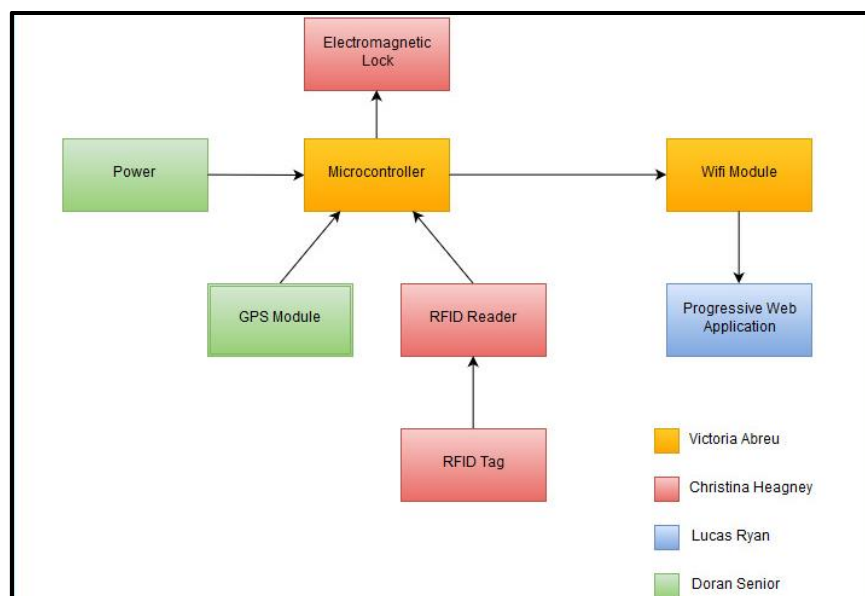 Electromagnetic
Lock
Power
Microcontroller
Wifi Module
GPS Module
RFID Reader
Progressive Web
Application
RFID Tag
Victoria Abreu
Christina Heagney
Lucas Ryan
Doran Senior